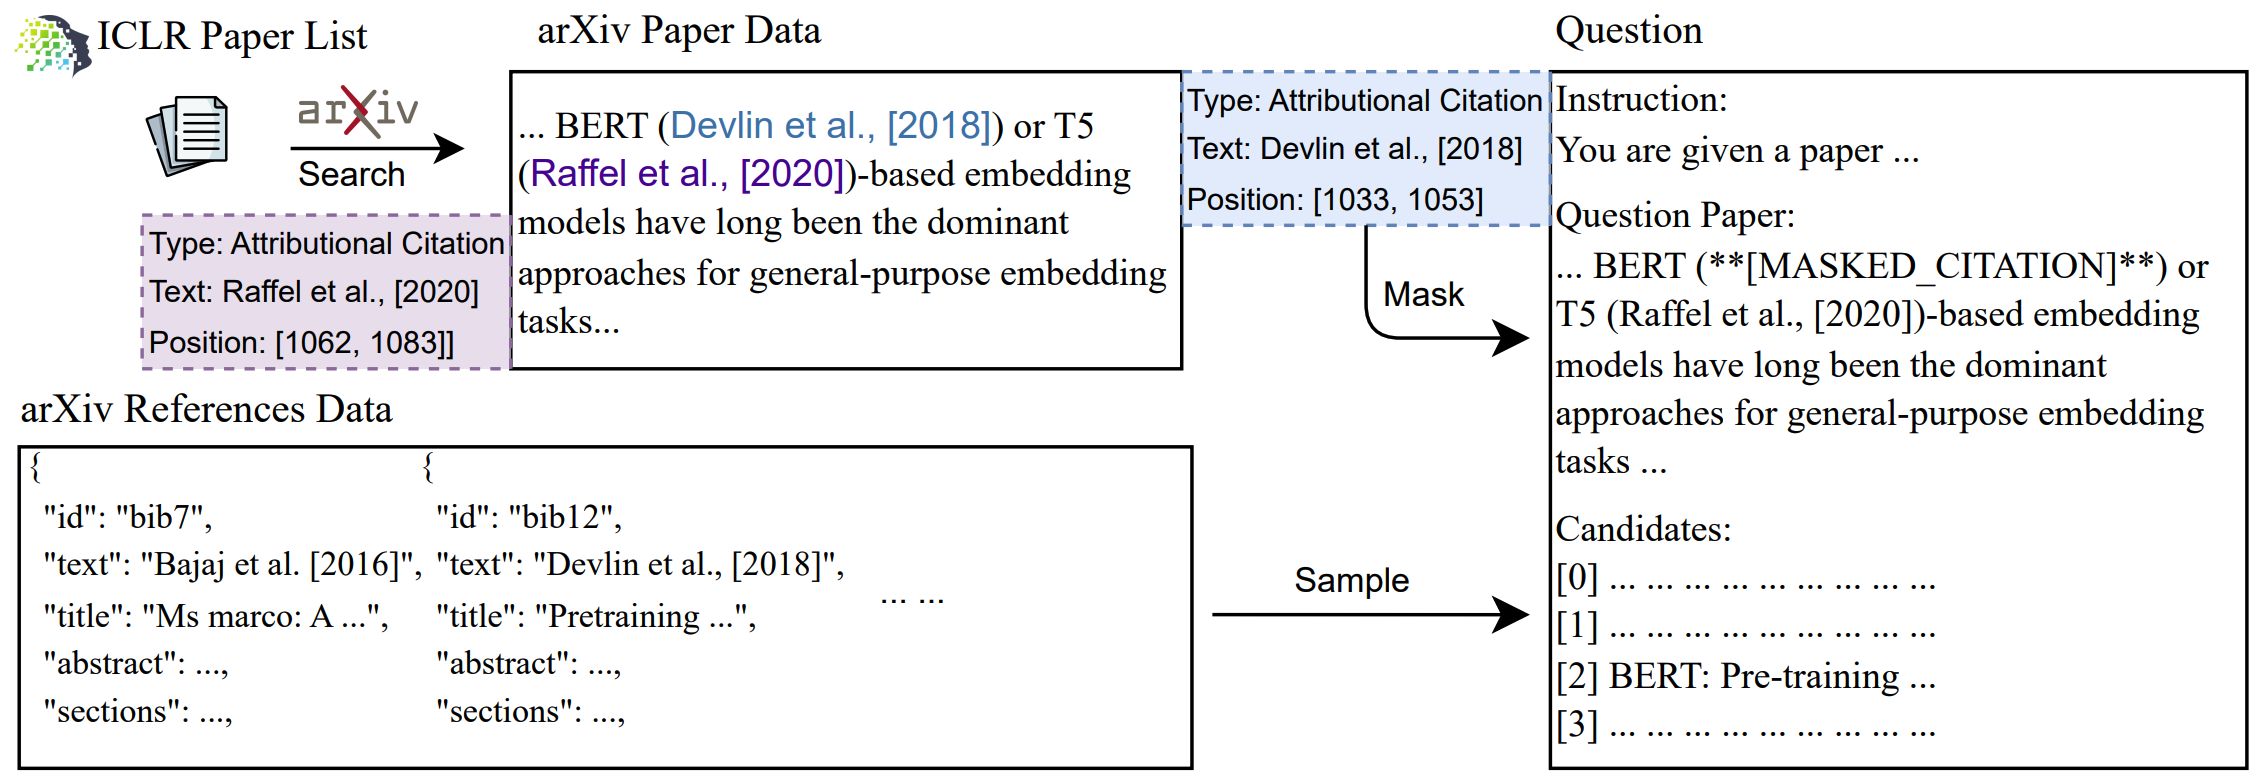 ICLR Paper List
arXiv
Search
arXiv Paper Data
... BERT (Devlin et al., [2018]) or T5
(Raffel et al., [2020])-based embedding
models have long been the dominant
approaches for general-purpose embedding
tasks...
Type: Attributional Citation
Text: Raffel et al., [2020]
Position: [1062, 1083]]
Type: Attributional Citation
Text: Devlin et al., [2018]
Position: [1033, 1053]
Mask
arXiv References Data
{
"id": "bib7",
"text": "Bajaj et al. [2016]",
"title": "Ms marco: A ...",
"abstract": ...,
"sections": ...,
{
"id": "bib12",
"text": "Devlin et al., [2018]",
"title": "Pretraining ...",
"abstract": ...,
"sections": ...,
... ...
Sample
Question
Instruction:
You are given a paper ...
Question Paper:
... BERT (**[MASKED_CITATION]**) or
T5 (Raffel et al., [2020])-based embedding
models have long been the dominant
approaches for general-purpose embedding
tasks ...
Candidates:
[0] ... ... ... ... ... ... ... ... ...
[1] ... ... ... ... ... ... ... ... ...
[2] BERT: Pre-training ...
[3] ... ... ... ... ... ... ... ... ...